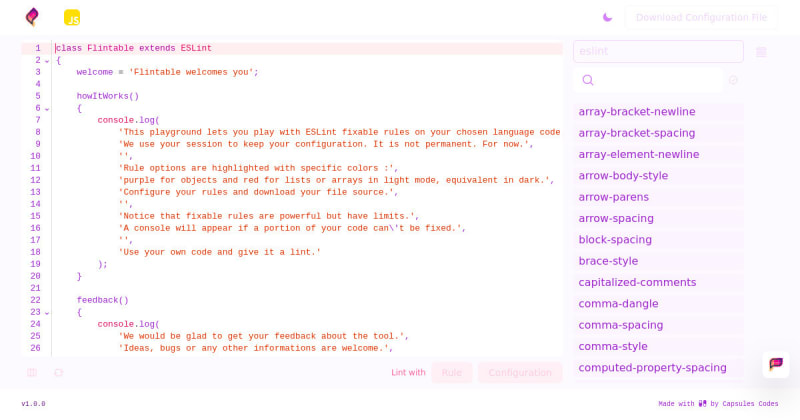 JS
Download Configuration File
1 class Flintable extends ESLint
2 {
3 welcome = 'Flintable welcomes you';
4
5 howItWorks()
6 {
7 console.log(
8 'This playground lets you play with ESLint fixable rules on your chosen language code
9 'We use your session to keep your configuration. It is not permanent. For now.',
10 '',
11 'Rule options are highlighted with specific colors :',
12 'purple for objects and red for lists or arrays in light mode, equivalent in dark.',
13 'Configure your rules and download your file source.',
14 '',
15 'Notice that fixable rules are powerful but have limits.',
16 'A console will appear if a portion of your code can\'t be fixed.',
17 '',
18 'Use your own code and give it a lint.'
19 );
20 }
21
22 feedback()
23 {
24 console.log(
25 'We would be glad to get your feedback about the tool.',
26 'Ideas, bugs or any other informations are welcome.',
eslint
array-bracket-newline
array-bracket-spacing
array-element-newline
arrow-body-style
arrow-parens
arrow-spacing
block-spacing
brace-style
capitalized-comments
comma-dangle
comma-spacing
comma-style
computed-property-spacing
Lint with Rule Configuration
v1.0.0
Made with by Capsules Codes